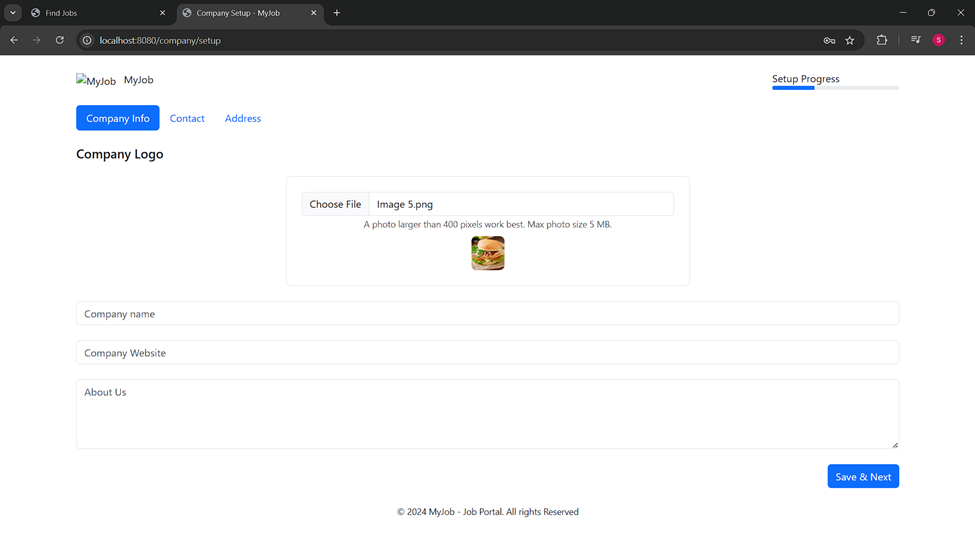 Find Jobs
Company Setup - MyJob
localhost:8080/company/setup
S
MyJob MyJob
Setup Progress
Company Info Contact Address
Company Logo
Choose File Image 5.png
A photo larger than 400 pixels work best. Max photo size 5 MB.
Company name
Company Website
About Us
Save & Next
© 2024 MyJob - Job Portal. All rights Reserved